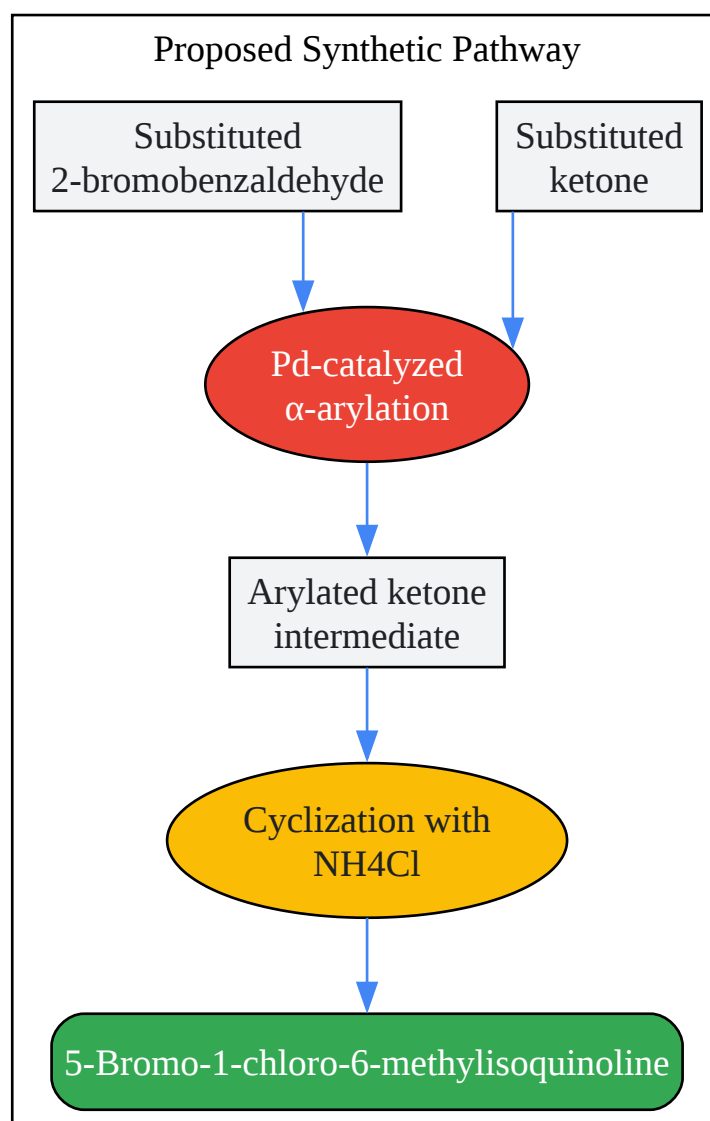 Proposed Synthetic Pathway
Substituted
2-bromobenzaldehyde
Substituted
ketone
Pd-catalyzed
α-arylation
Arylated ketone
intermediate
Cyclization with
NH4Cl
5-Bromo-1-chloro-6-methylisoquinoline